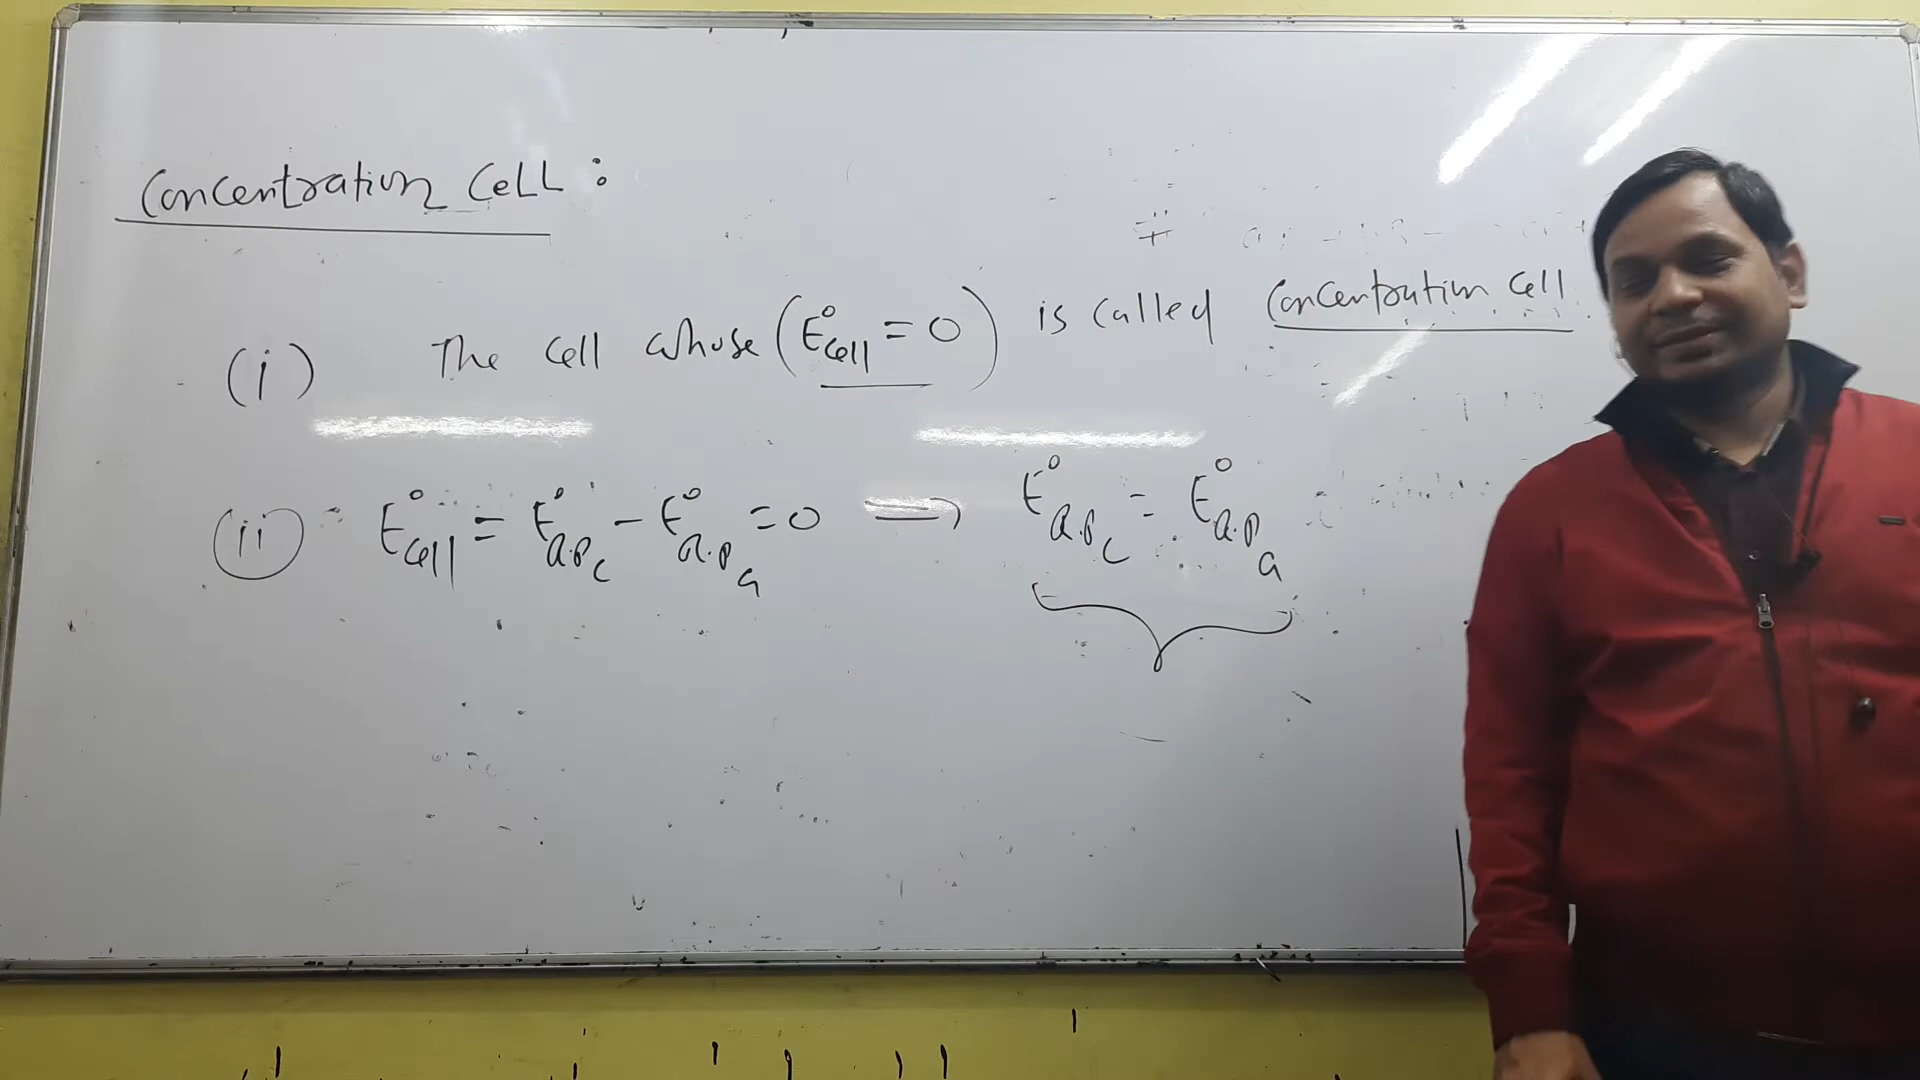 Concentration Cell :
(i) The cell whose (E°cell = 0) is called Concentration Cell
(ii) E°cell = E°R.P_C - E°R.P_a = 0 ⟹ E°R.P_C = E°R.P_a